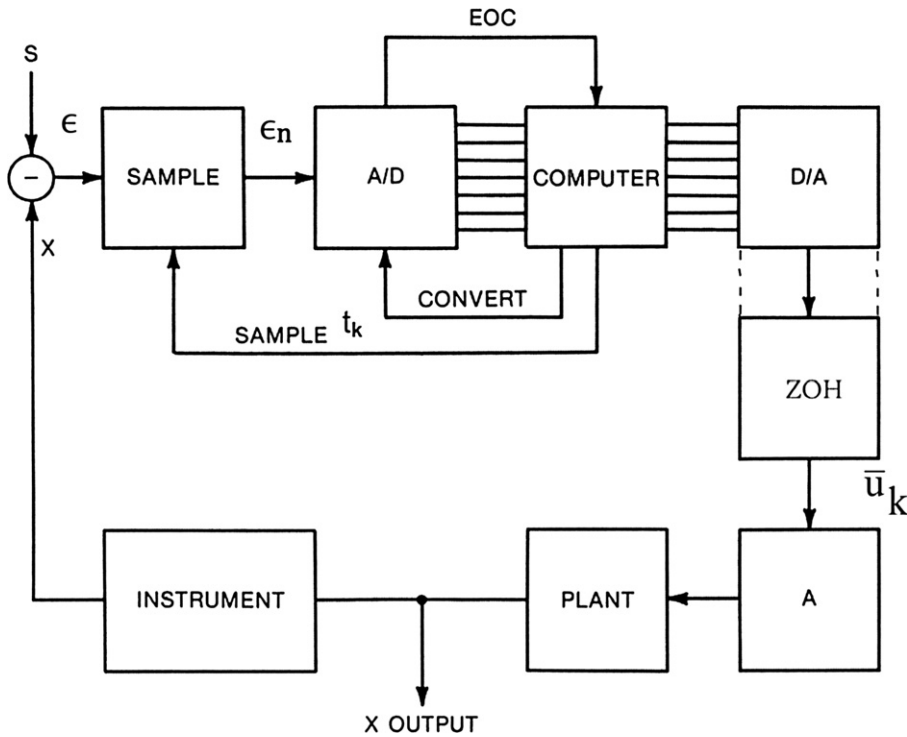 EOC
S
ϵ
SAMPLE
ϵn
A/D
COMPUTER
D/A
−
X
CONVERT
SAMPLE tk
ZOH
ūk
INSTRUMENT
PLANT
A
X OUTPUT